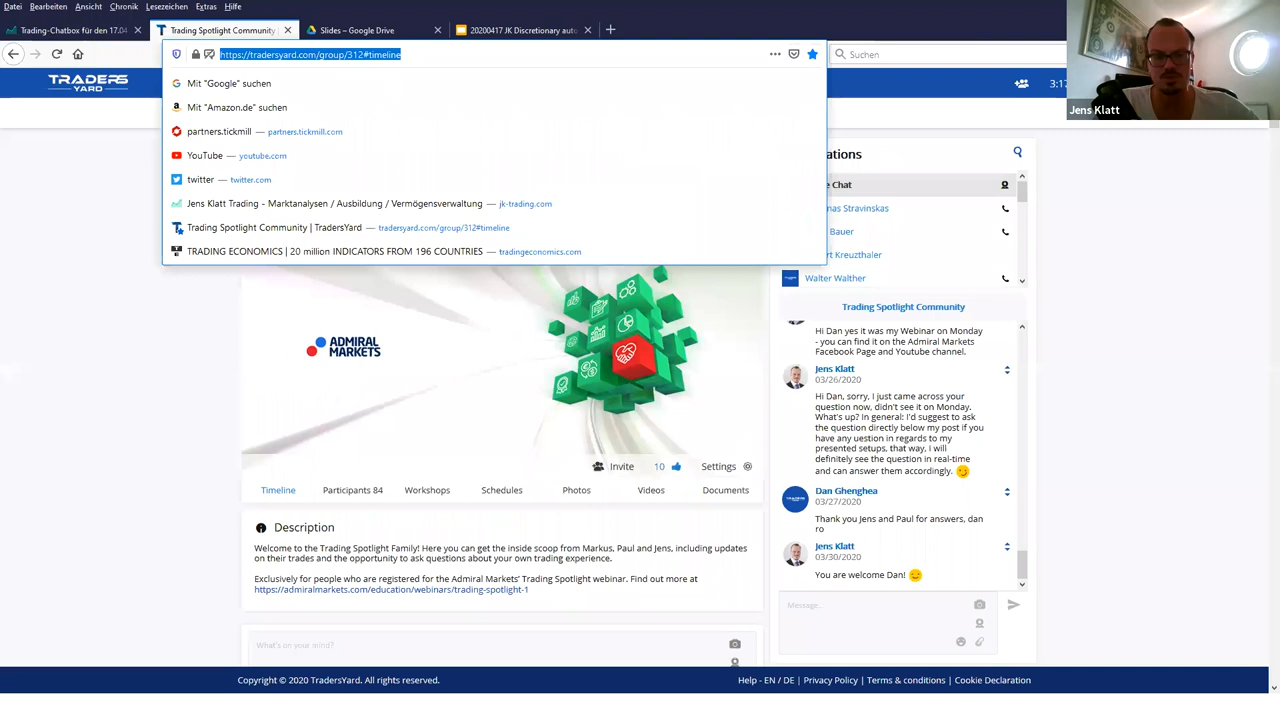 Datei Bearbeiten Ansicht Chronik Lesezeichen Extras Hilfe
Trading-Chatbox für den 17.04
Trading Spotlight Community
Slides – Google Drive
20200417 JK Discretionary auto
https://tradersyard.com/group/312#timeline
Suchen
TRADERS YARD
3:17
Jens Klatt
Mit "Google" suchen
Mit "Amazon.de" suchen
partners.tickmill — partners.tickmill.com
YouTube — youtube.com
twitter — twitter.com
Jens Klatt Trading - Marktanalysen / Ausbildung / Vermögensverwaltung — jk-trading.com
Trading Spotlight Community | TradersYard — tradersyard.com/group/312#timeline
TRADING ECONOMICS | 20 million INDICATORS FROM 196 COUNTRIES — tradingeconomics.com
ations
e Chat
nas Stravinskas
Bauer
rt Kreuzthaler
Walter Walther
Trading Spotlight Community
Hi Dan yes it was my Webinar on Monday
- you can find it on the Admiral Markets
Facebook Page and Youtube channel.
Jens Klatt
03/26/2020
Hi Dan, sorry, I just came across your
question now, didn't see it on Monday.
What's up? In general: I'd suggest to ask
the question directly below my post if you
have any uestion in regards to my
presented setups, that way, I will
definitely see the question in real-time
and can answer them accordingly.
Dan Ghenghea
03/27/2020
Thank you Jens and Paul for answers, dan
ro
Jens Klatt
03/30/2020
You are welcome Dan!
Message..
ADMIRAL
MARKETS
Invite 10 Settings
Timeline Participants 84 Workshops Schedules Photos Videos Documents
Description
Welcome to the Trading Spotlight Family! Here you can get the inside scoop from Markus, Paul and Jens, including updates
on their trades and the opportunity to ask questions about your own trading experience.
Exclusively for people who are registered for the Admiral Markets' Trading Spotlight webinar. Find out more at
https://admiralmarkets.com/education/webinars/trading-spotlight-1
What's on your mind?
Copyright © 2020 TradersYard. All rights reserved.
Help - EN / DE | Privacy Policy | Terms & conditions | Cookie Declaration